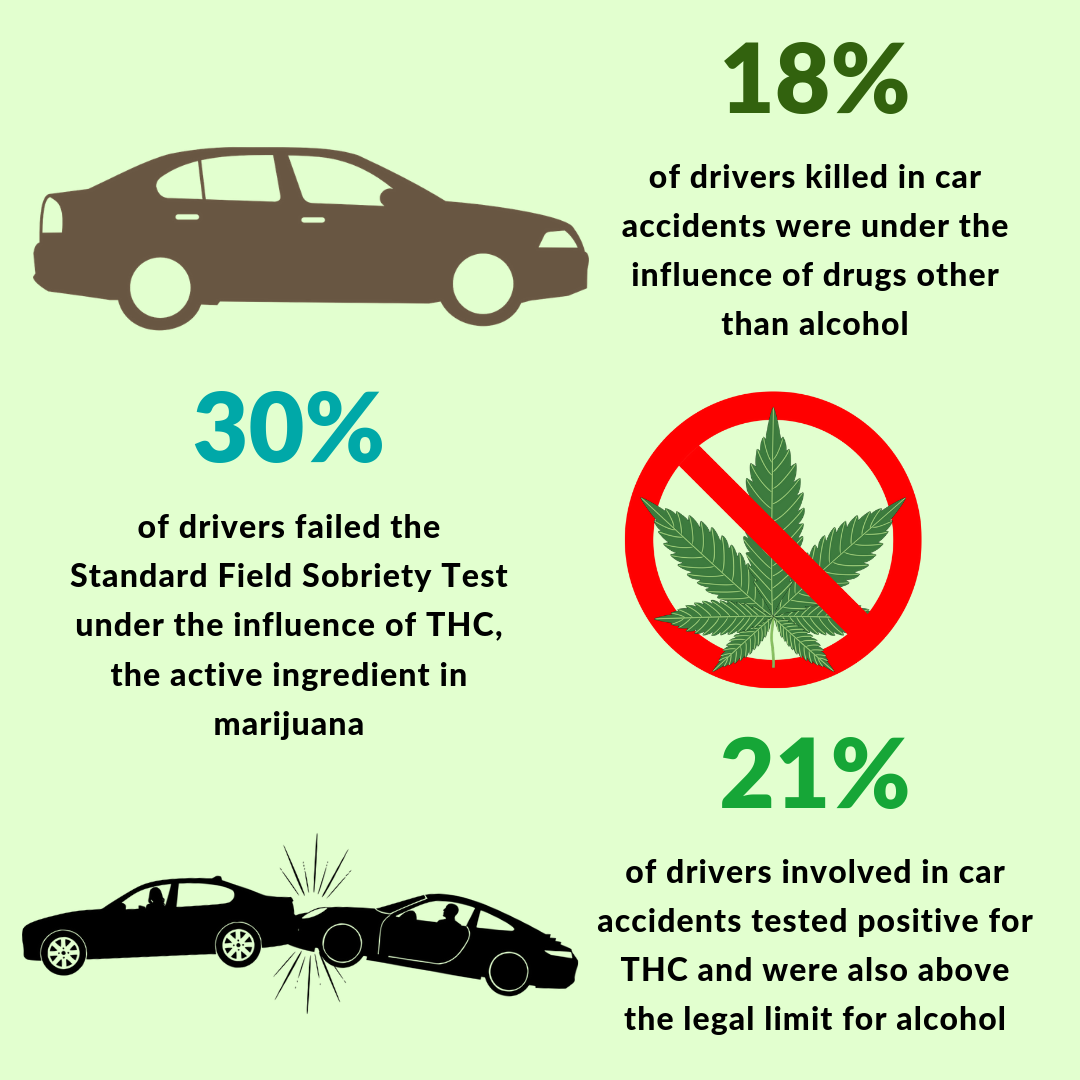 18%
of drivers killed in car
accidents were under the
influence of drugs other
than alcohol
30%
of drivers failed the
Standard Field Sobriety Test
under the influence of THC,
the active ingredient in
marijuana
21%
of drivers involved in car
accidents tested positive for
THC and were also above
the legal limit for alcohol